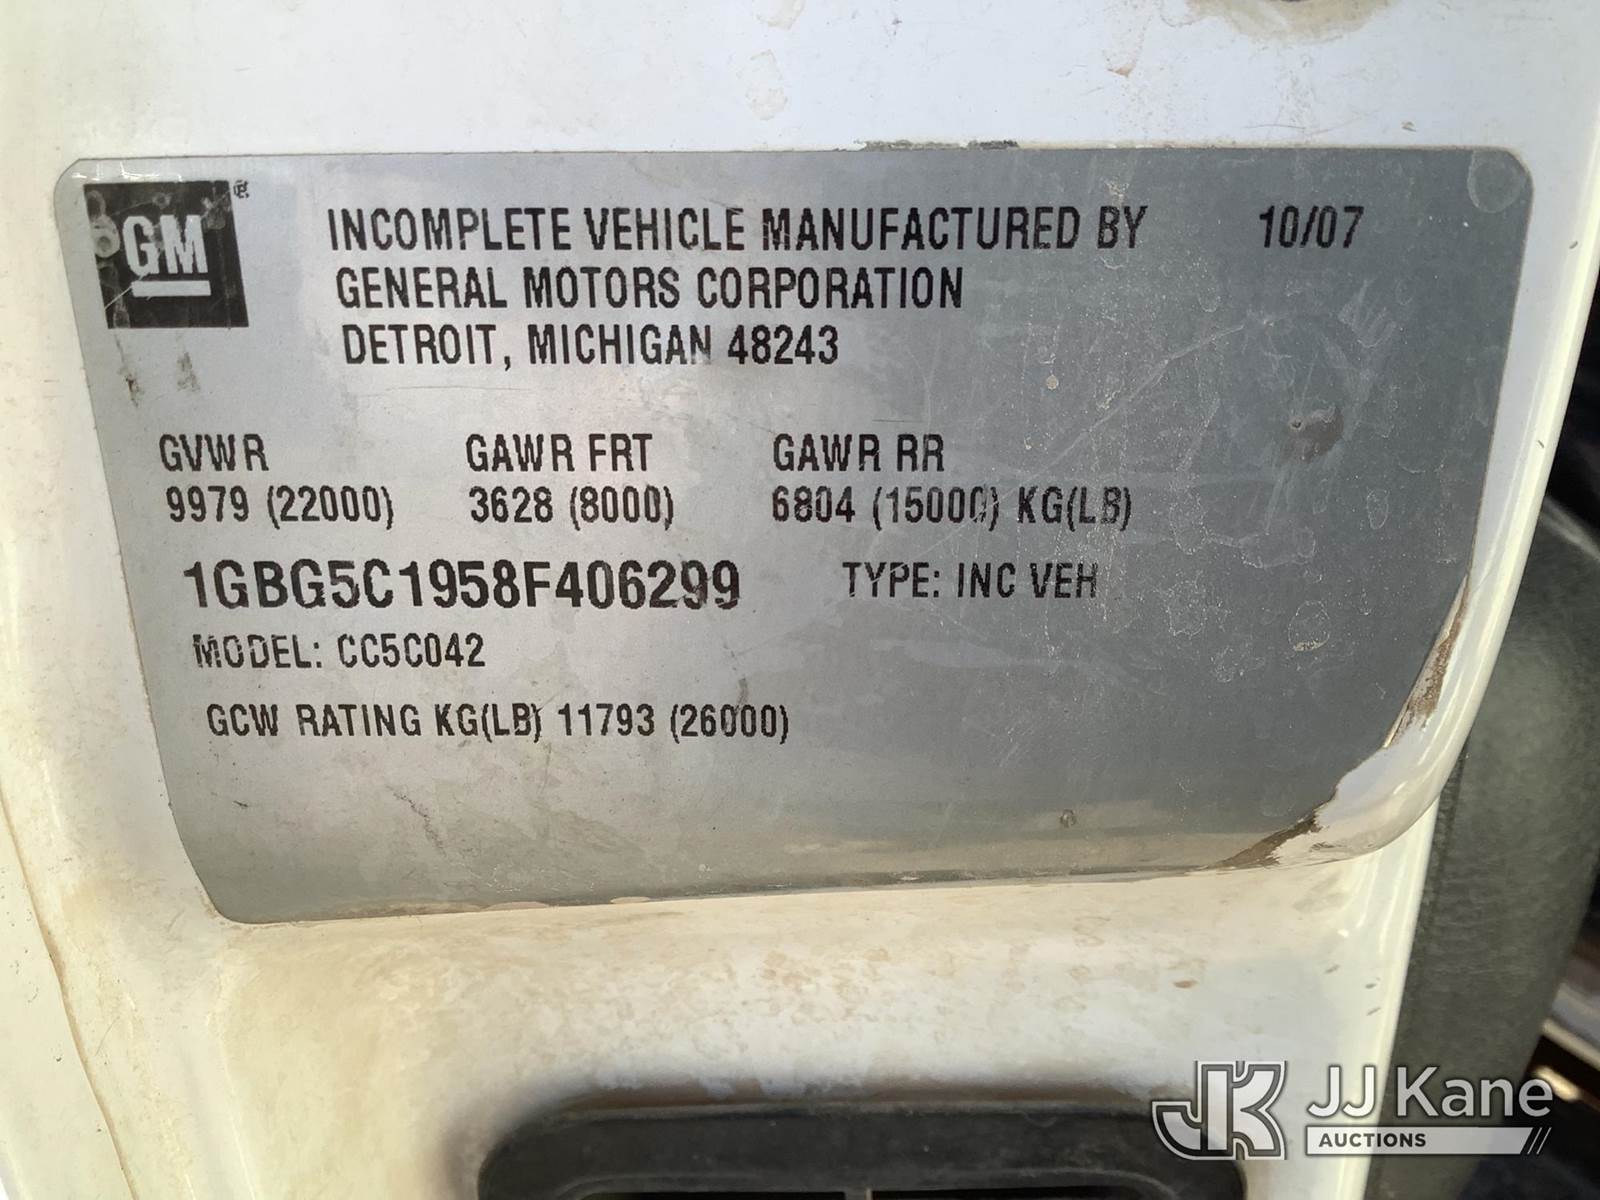 GM
INCOMPLETE VEHICLE MANUFACTURED BY 10/07
GENERAL MOTORS CORPORATION
DETROIT, MICHIGAN 48243
GVWR GAWR FRT GAWR RR
9979 (22000) 3628 (8000) 6804 (15000) KG(LB)
1GBG5C1958F406299 TYPE: INC VEH
MODEL: CC5C042
GCW RATING KG(LB) 11793 (26000)
JK JJ Kane
AUCTIONS